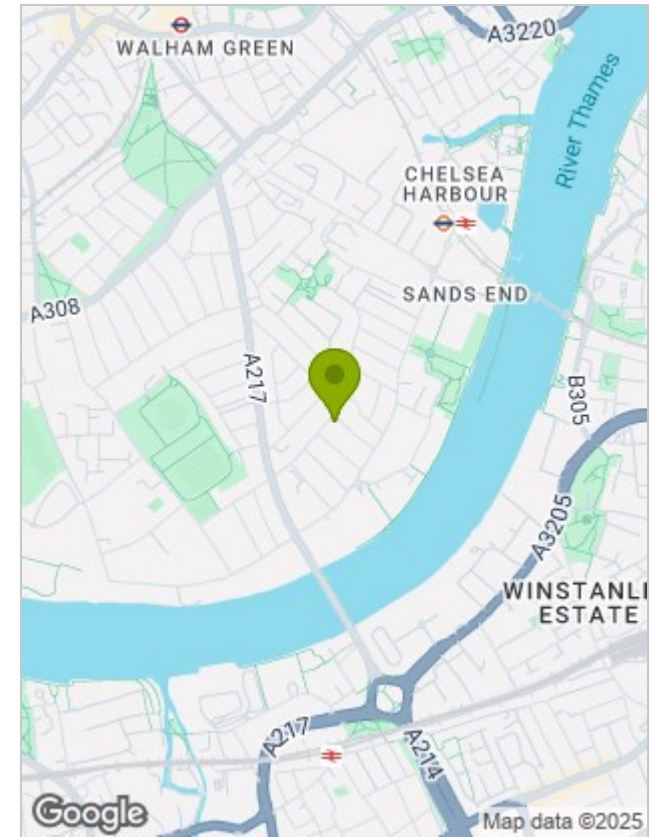 A3220
WALHAM GREEN
River Thames
CHELSEA
HARBOUR
SANDS END
A308
A217
B305
A3205
WINSTANLE
ESTATE
A217
A214
Google
Map data ©2025